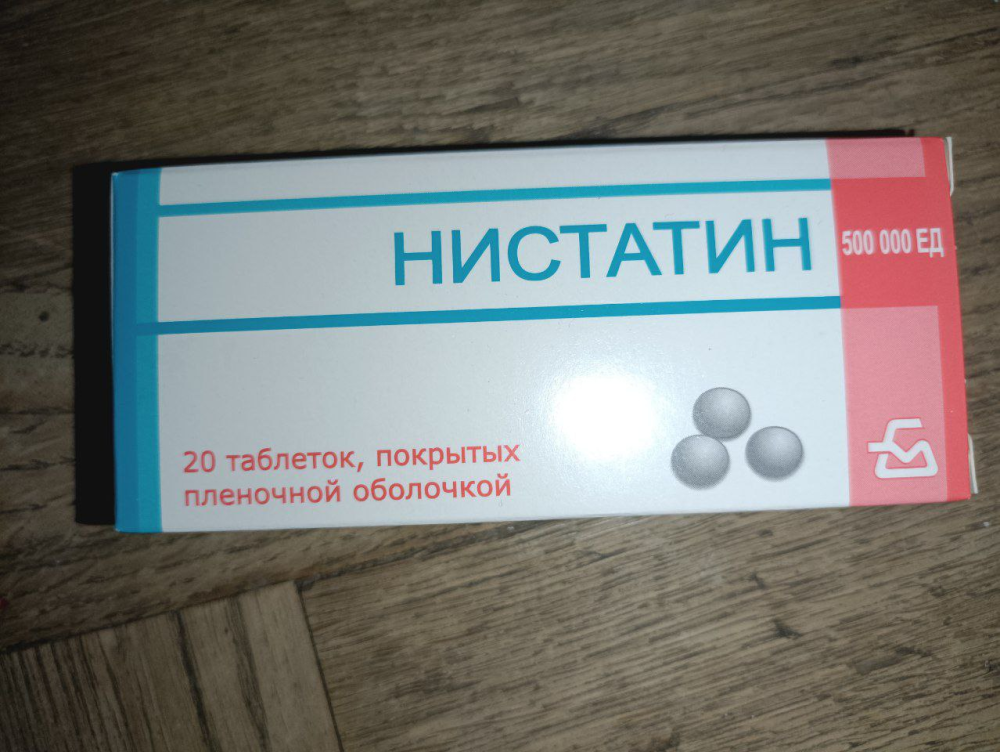 НИСТАТИН
500 000 ЕД
20 таблеток, покрытых
пленочной оболочкой